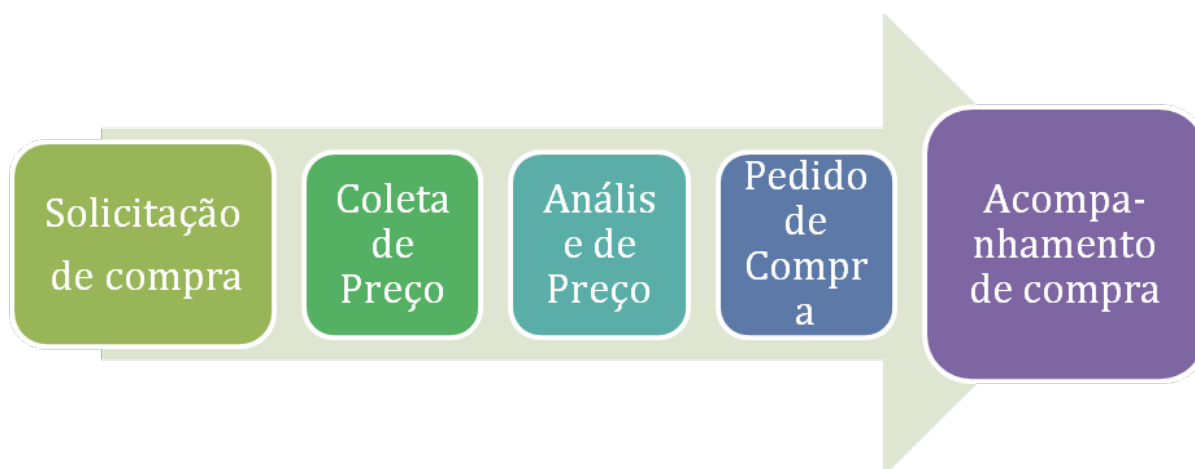 Solicitação
de compra
Coleta
de
Preço
Anális
e de
Preço
Pedido
de
Compr
a
Acompa-
nhamento
de compra